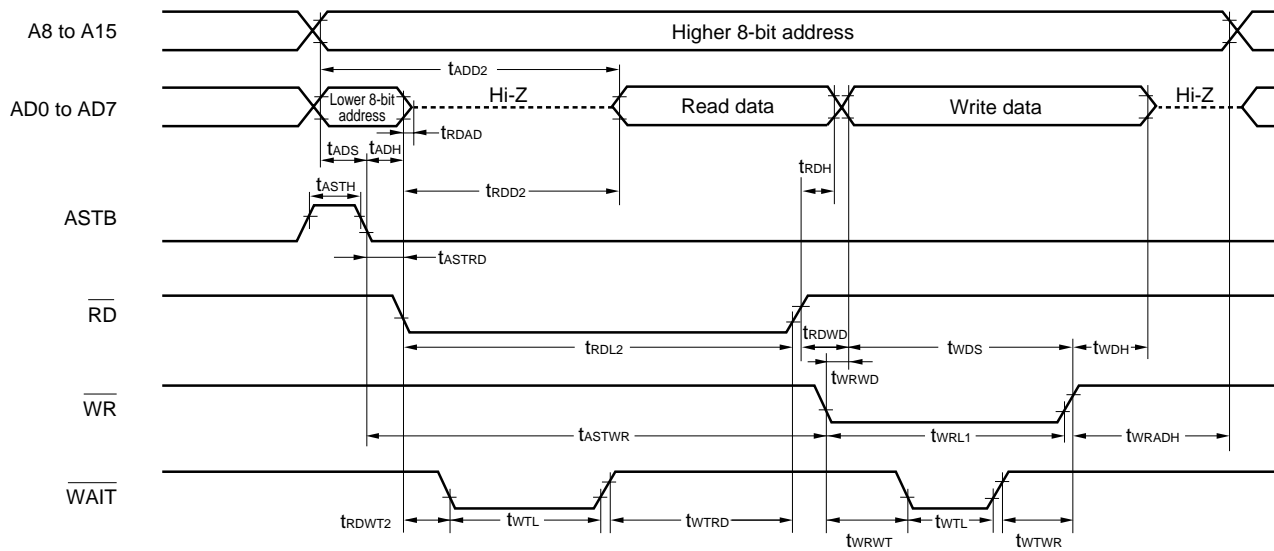 A8 to A15
Higher 8-bit address
tADD2
AD0 to AD7
Lower 8-bit
address
Hi-Z
Read data
Write data
Hi-Z
tRDAD
tADS
tADH
tRDH
tASTH
tRDD2
ASTB
tASTRD
RD
tRDWD
tRDL2
tWDS
tWDH
tWRWD
WR
tASTWR
tWRL1
tWRADH
WAIT
tRDWT2
tWTL
tWTRD
tWRWT
tWTL
tWTWR